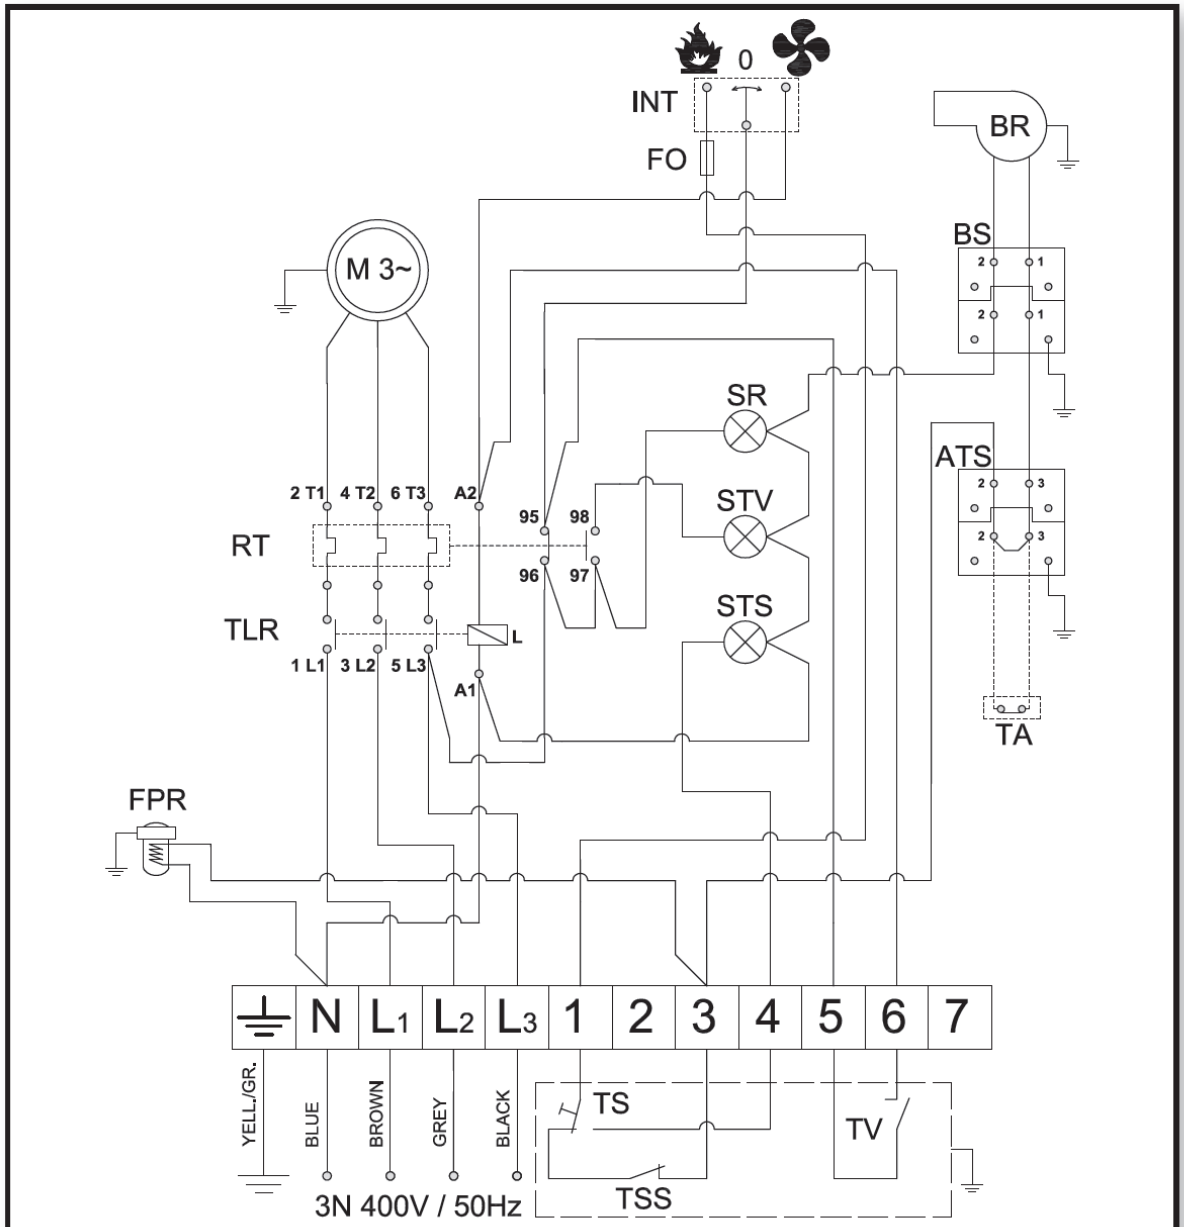 0
INT
BR
FO
BS
M 3~
2 1
2 1
SR
ATS
2 T1 4 T2 6 T3 A2
2 3
STV
95 98
RT
2 3
96 97
STS
TLR
L
1 L1 3 L2 5 L3
A1
TA
FPR
N L1 L2 L3 1 2 3 4 5 6 7
YELL./GR.
BLUE
BROWN
GREY
BLACK
TS
TV
TSS
3N 400V / 50Hz